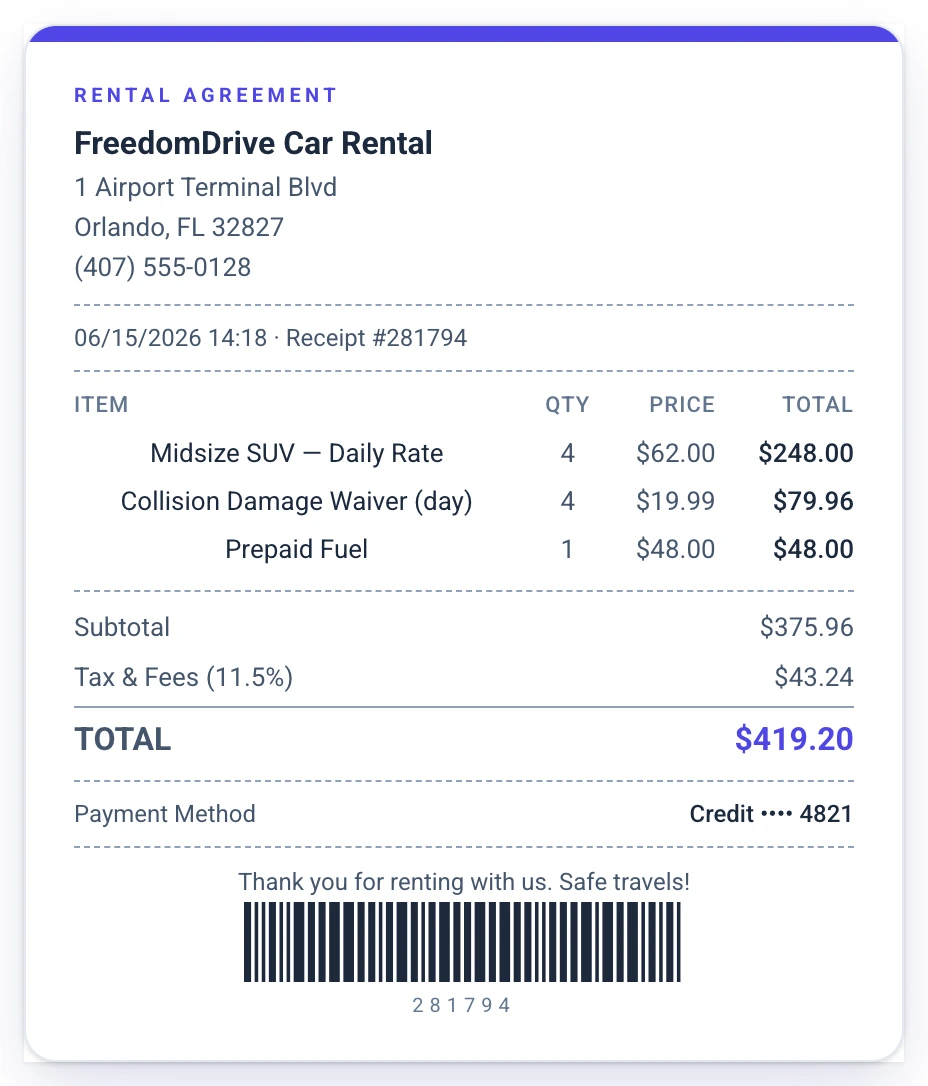 RENTAL AGREEMENT
FreedomDrive Car Rental
1 Airport Terminal Blvd
Orlando, FL 32827
(407) 555-0128
06/15/2026 14:18 · Receipt #281794
ITEM QTY PRICE TOTAL
Midsize SUV — Daily Rate 4 $62.00 $248.00
Collision Damage Waiver (day) 4 $19.99 $79.96
Prepaid Fuel 1 $48.00 $48.00
Subtotal $375.96
Tax & Fees (11.5%) $43.24
TOTAL $419.20
Payment Method Credit •••• 4821
Thank you for renting with us. Safe travels!
281794